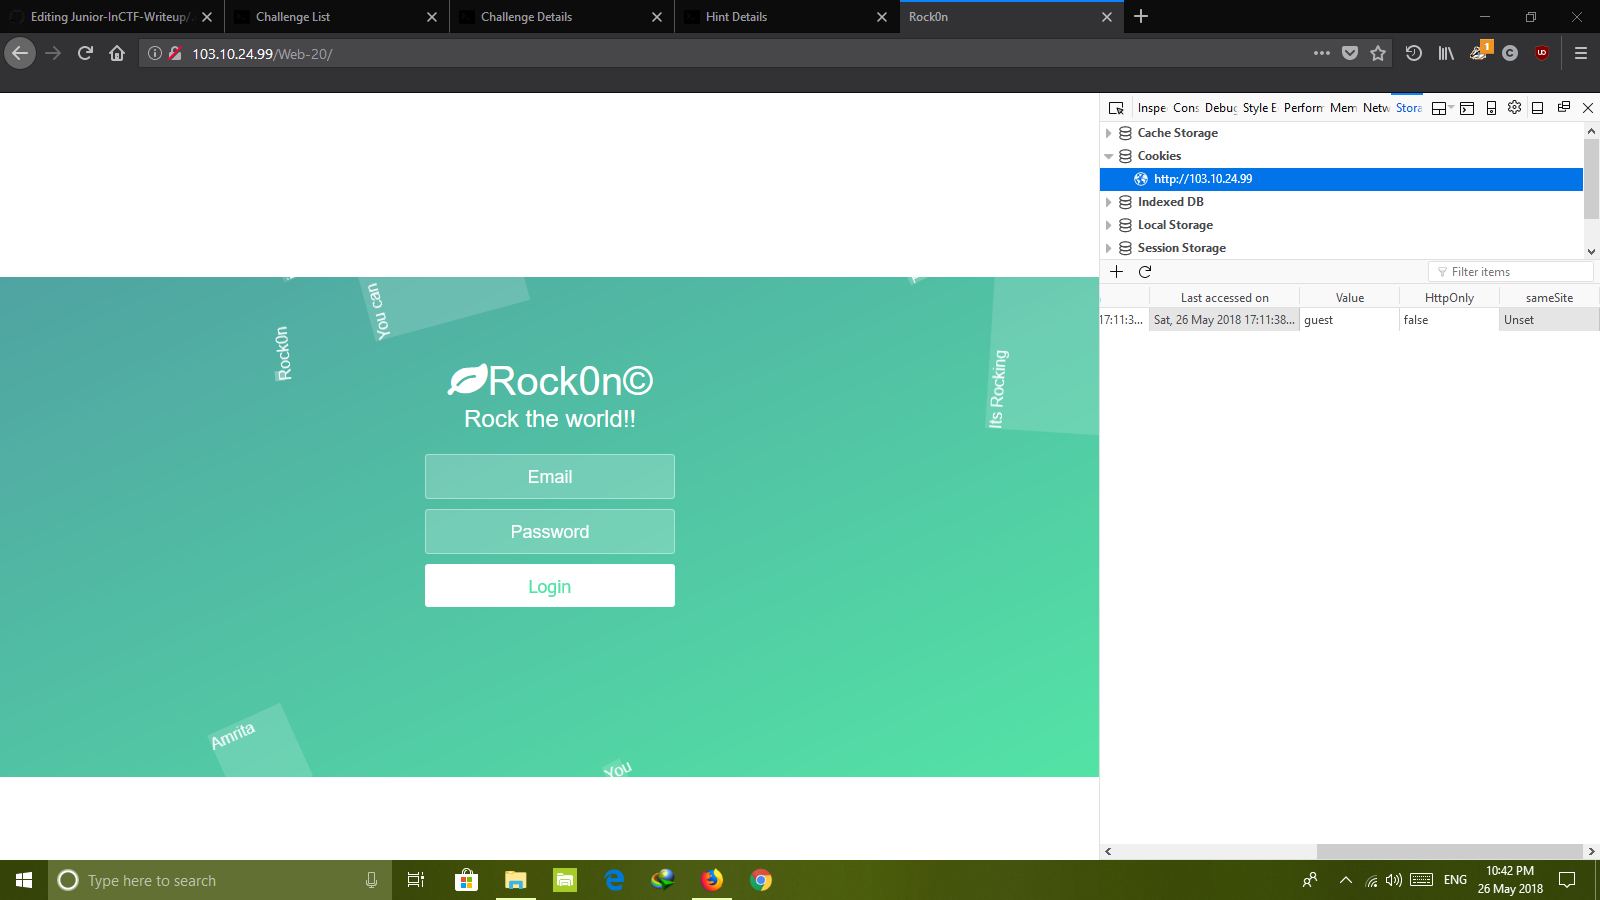 Editing Junior-InCTF-Writeup/
Challenge List
Challenge Details
Hint Details
Rock0n
103.10.24.99/Web-20/
1
Inspe Cons Debug Style E Perform Mem Netw Stora
Cache Storage
Cookies
http://103.10.24.99
Indexed DB
Local Storage
Session Storage
Filter items
Last accessed on Value HttpOnly sameSite
17:11:3... Sat, 26 May 2018 17:11:38... guest false Unset
You can
Rock0n
Its Rocking
Rock0n©
Rock the world!!
Email
Password
Login
Amrita
You
Type here to search
ENG
10:42 PM
26 May 2018